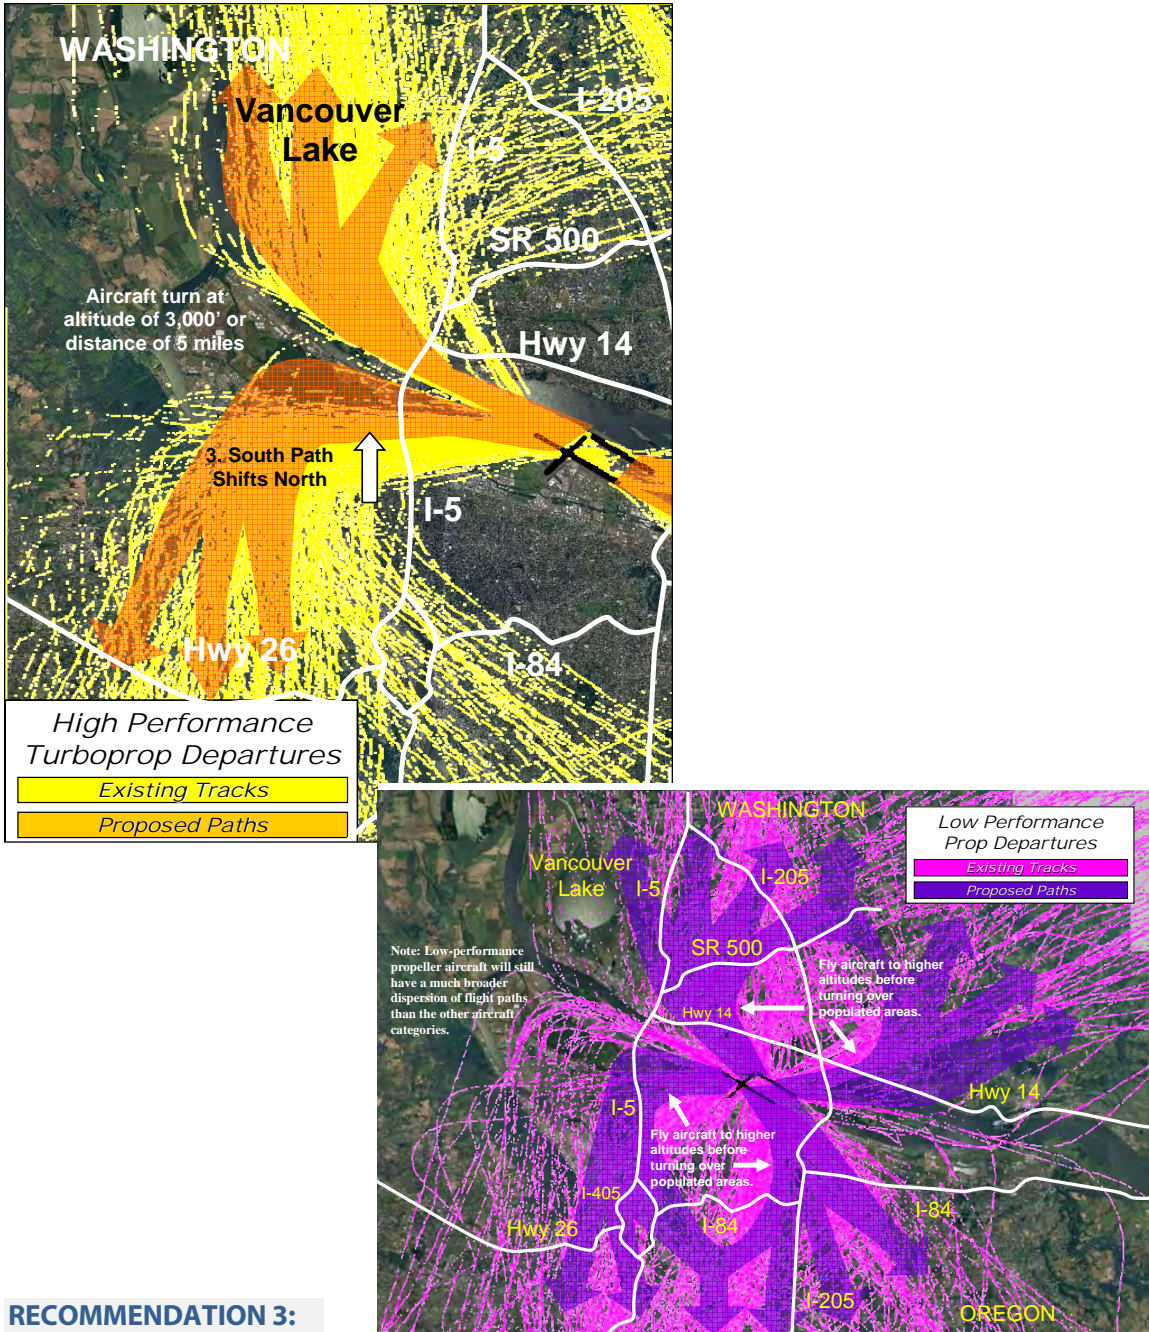 WASHINGTON
Vancouver
Lake
I-205
I-5
SR 500
Aircraft turn at
altitude of 3,000' or
distance of 5 miles
Hwy 14
3. South Path
Shifts North
I-5
Hwy 26
I-84
High Performance
Turboprop Departures
Existing Tracks
Proposed Paths
WASHINGTON
Low Performance
Prop Departures
Existing Tracks
Proposed Paths
Vancouver
Lake
I-5
I-205
SR 500
Note: Low-performance
propeller aircraft will still
have a much broader
dispersion of flight paths
than the other aircraft
categories.
Fly aircraft to higher
altitudes before
turning over
populated areas.
Hwy 14
Hwy 14
I-5
Fly aircraft to higher
altitudes before
turning over
populated areas.
I-405
Hwy 26
I-84
I-84
I-205
OREGON
RECOMMENDATION 3: